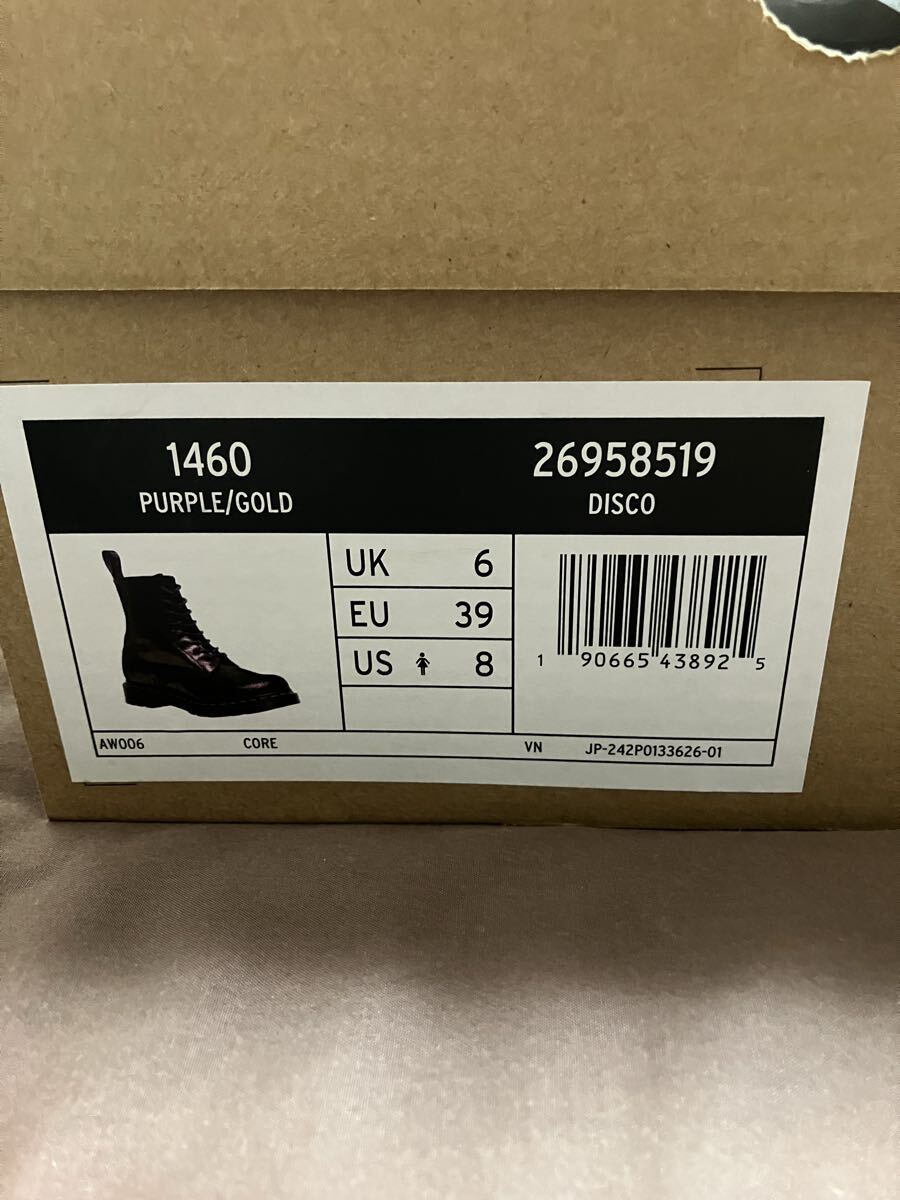 1460
PURPLE/GOLD
26958519
DISCO
UK 6
EU 39
US 8
1 90665 43892 5
AW006 CORE VN JP-242P0133626-01